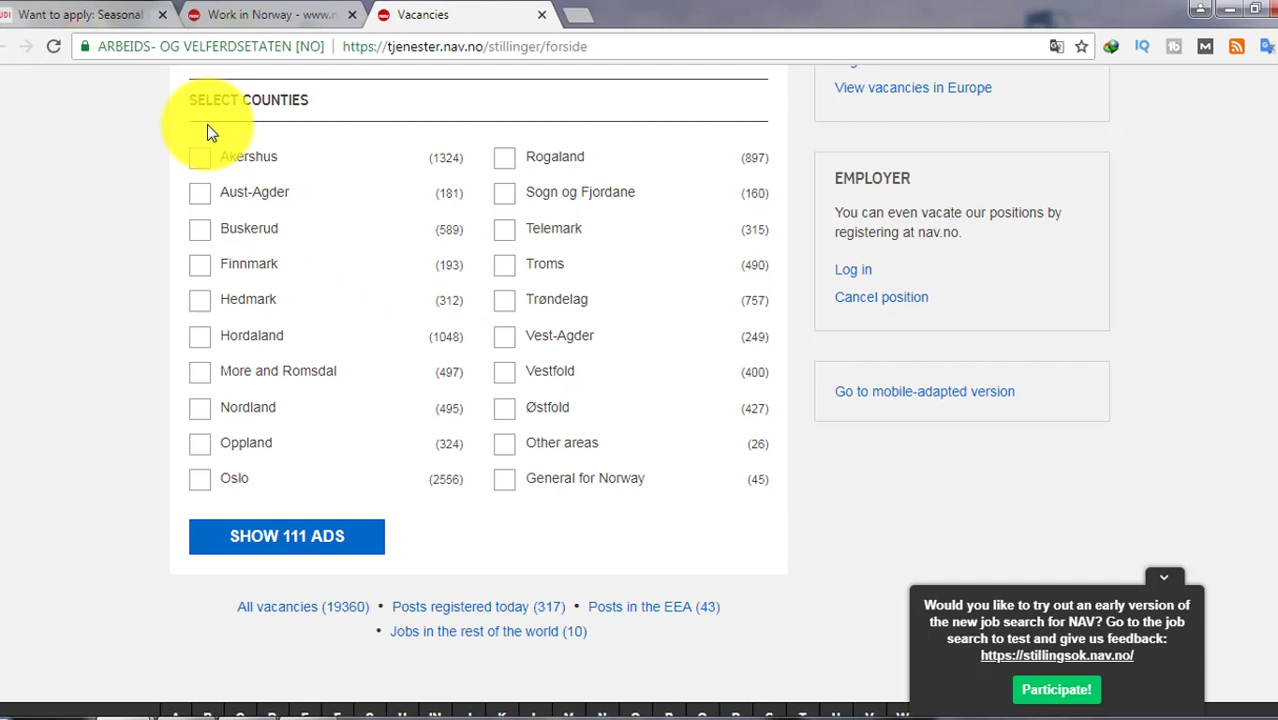 Want to apply: Seasonal
Work in Norway - www.n
Vacancies
ARBEIDS- OG VELFERDSETATEN [NO]
https://tjenester.nav.no/stillinger/forside
SELECT COUNTIES
Akershus (1324)
Aust-Agder (181)
Buskerud (589)
Finnmark (193)
Hedmark (312)
Hordaland (1048)
More and Romsdal (497)
Nordland (495)
Oppland (324)
Oslo (2556)
Rogaland (897)
Sogn og Fjordane (160)
Telemark (315)
Troms (490)
Trøndelag (757)
Vest-Agder (249)
Vestfold (400)
Østfold (427)
Other areas (26)
General for Norway (45)
SHOW 111 ADS
All vacancies (19360) • Posts registered today (317) • Posts in the EEA (43)
• Jobs in the rest of the world (10)
View vacancies in Europe
EMPLOYER
You can even vacate our positions by
registering at nav.no.
Log in
Cancel position
Go to mobile-adapted version
Would you like to try out an early version of
the new job search for NAV? Go to the job
search to test and give us feedback:
https://stillingsok.nav.no/
Participate!